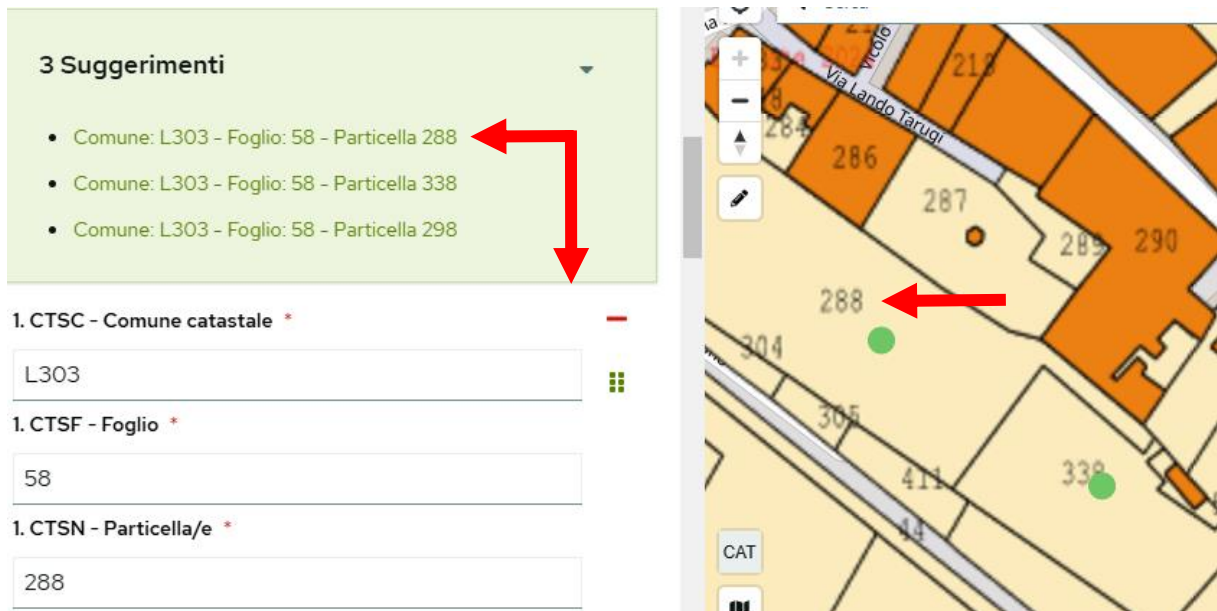 3 Suggerimenti
Comune: L303 - Foglio: 58 - Particella 288
Comune: L303 - Foglio: 58 - Particella 338
Comune: L303 - Foglio: 58 - Particella 298
1. CTSC - Comune catastale *
L303
1. CTSF - Foglio *
58
1. CTSN - Particella/e *
288
Vicolo
Via Lando Tarugi
218
284
286
287
289
290
288
304
305
338
411
44
CAT